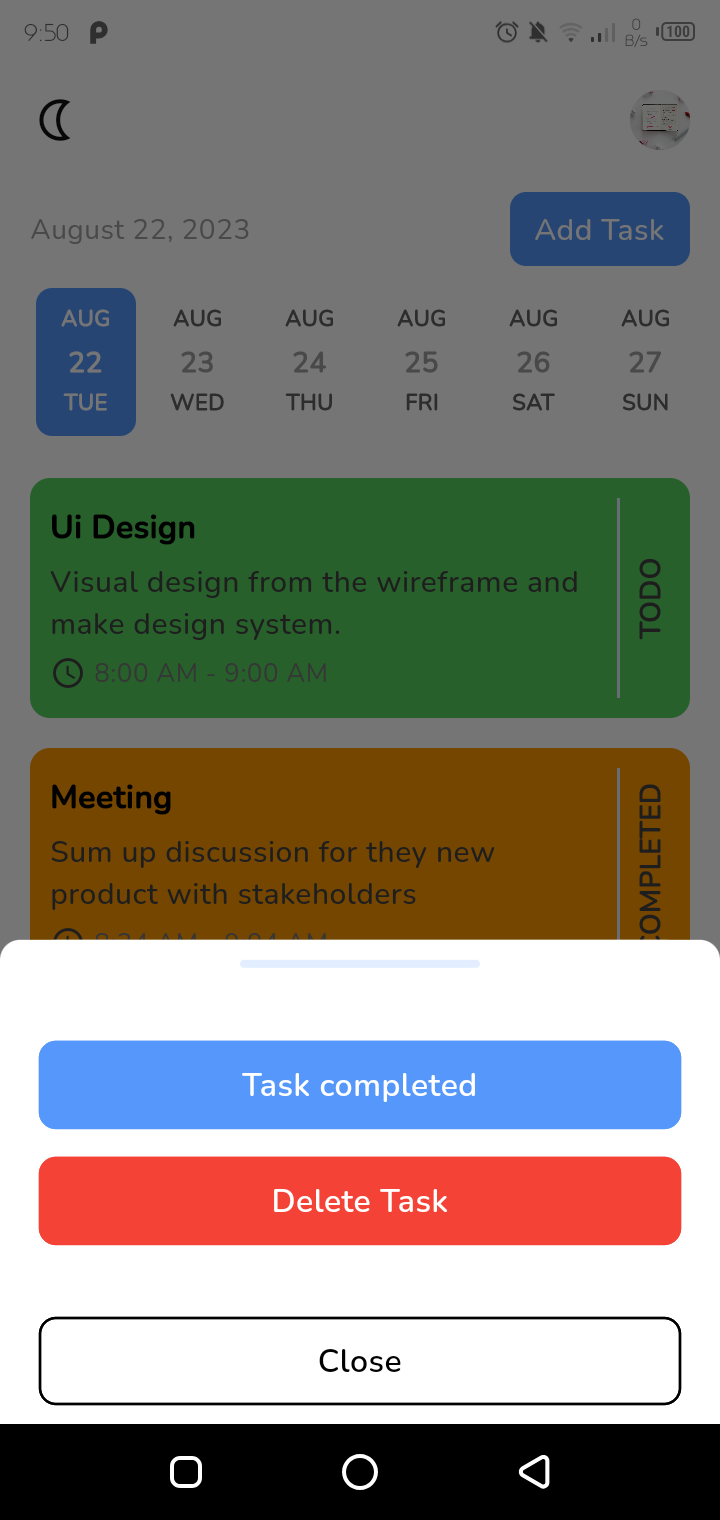 9:50
0
B/s
100
August 22, 2023
Add Task
AUG AUG AUG AUG AUG AUG
22 23 24 25 26 27
TUE WED THU FRI SAT SUN
Ui Design
Visual design from the wireframe and
make design system.
8:00 AM - 9:00 AM
TODO
Meeting
Sum up discussion for they new
product with stakeholders
COMPLETED
Task completed
Delete Task
Close